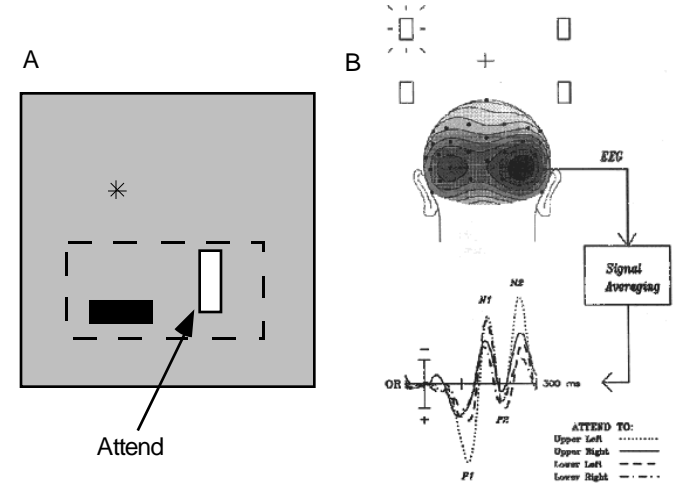 A
Attend
B
EEG
Signal
Averaging
N1
N2
−
OR
300 ms
+
P2
P1
ATTEND TO:
Upper Left
Upper Right
Lower Left
Lower Right